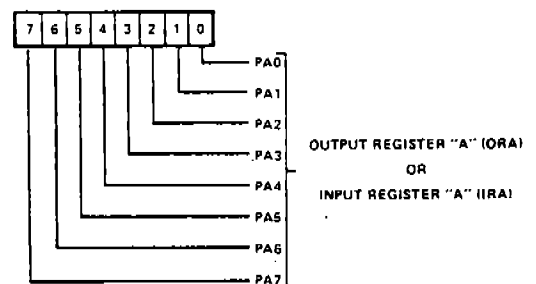 7 6 5 4 3 2 1 0
PA0
PA1
PA2
PA3
PA4
PA5
PA6
PA7
OUTPUT REGISTER "A" (ORA)
OR
INPUT REGISTER "A" (IRA)